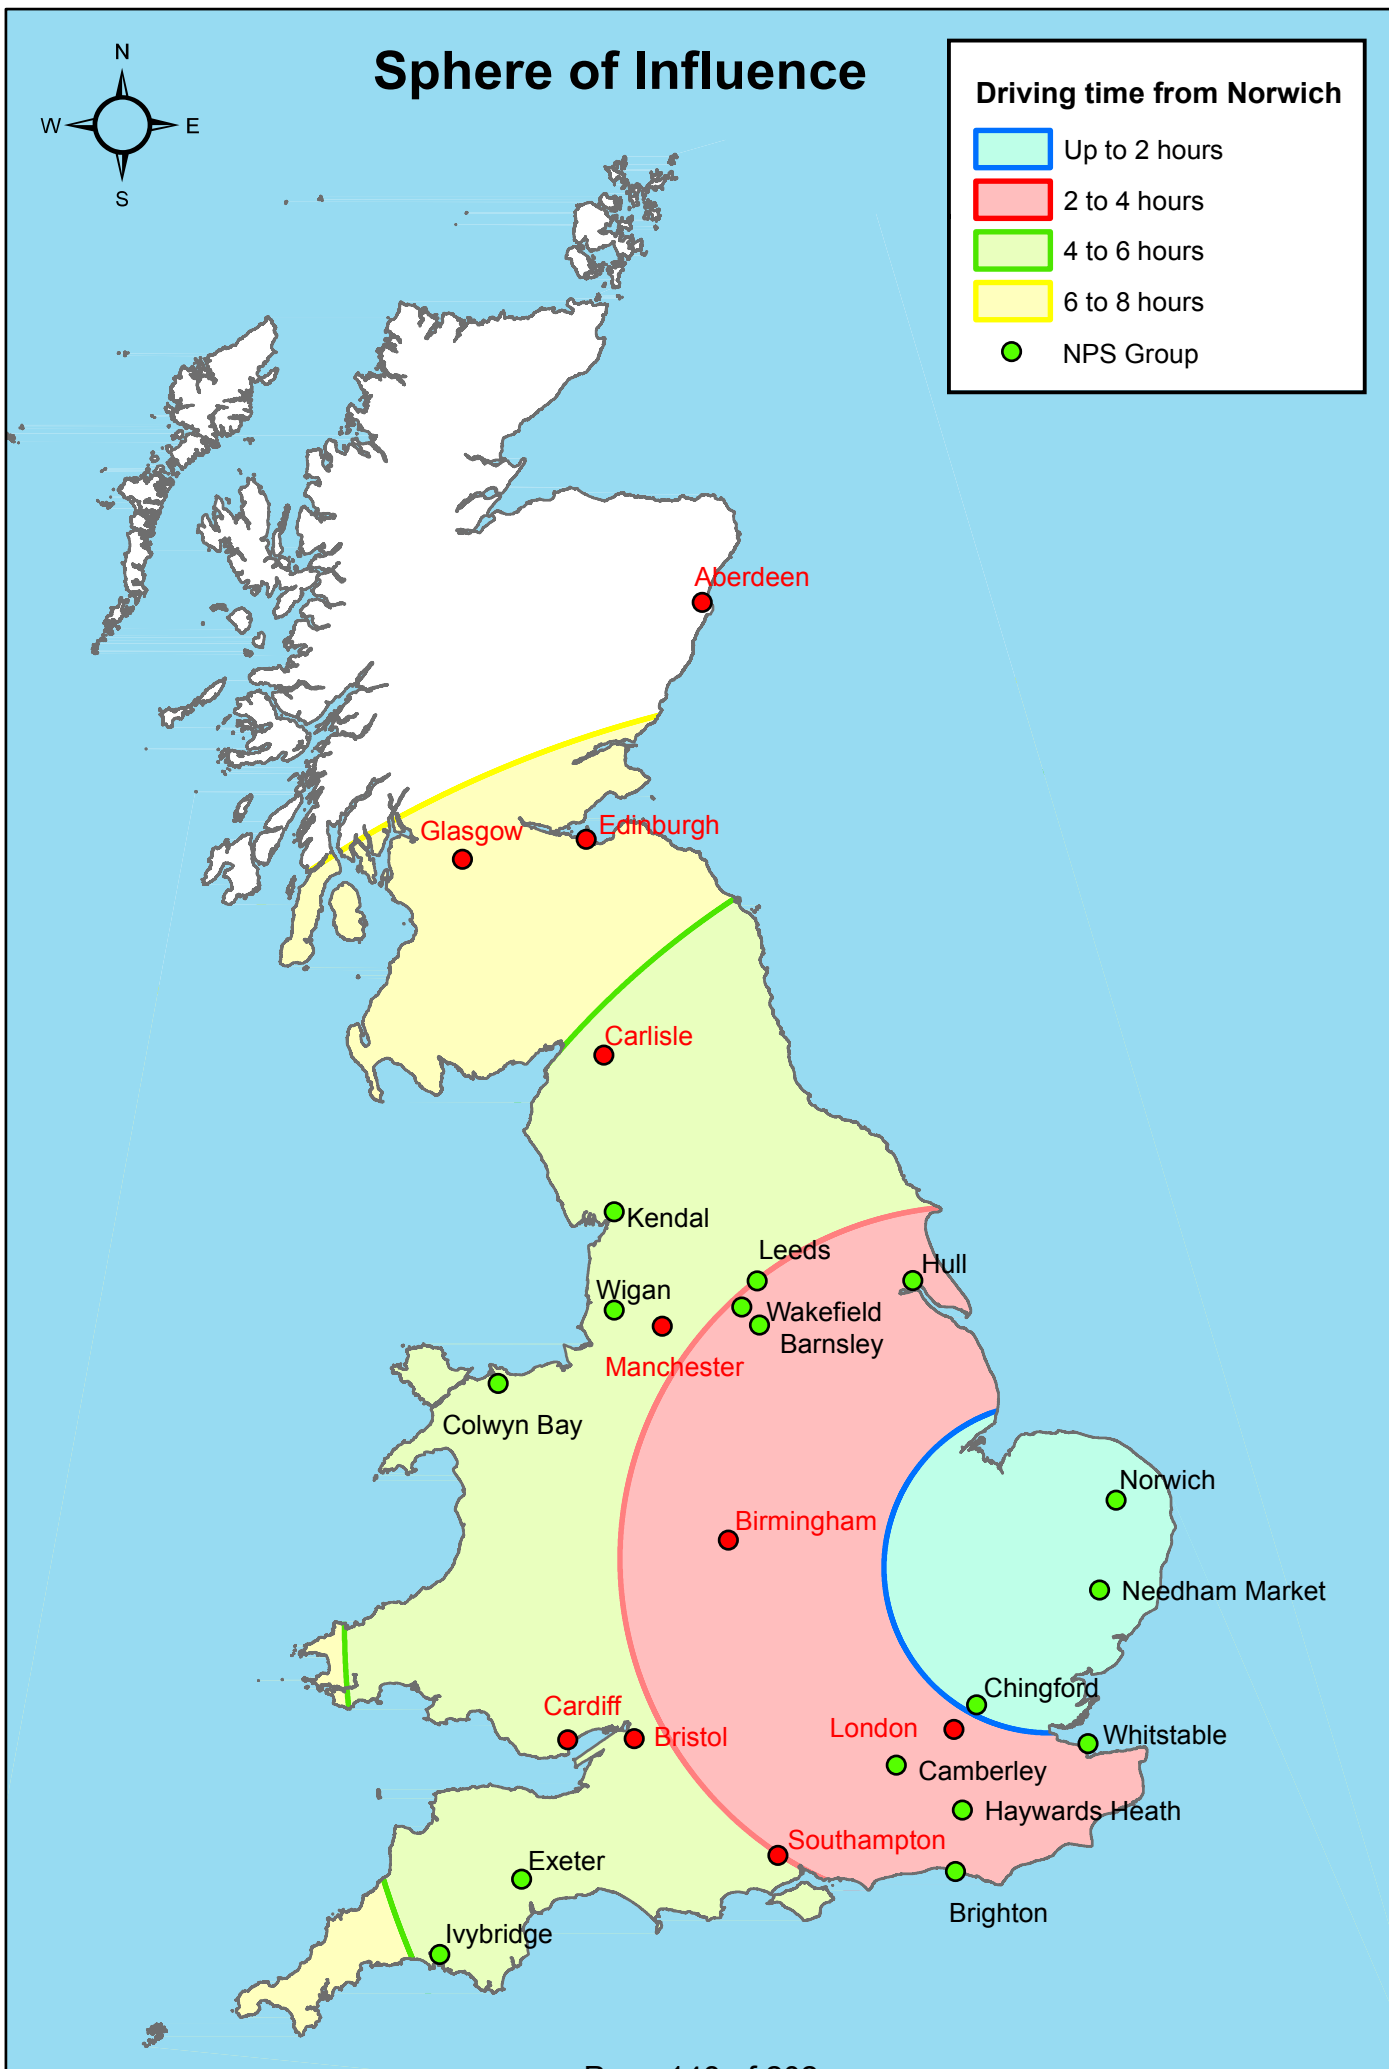 Sphere of Influence
N
W
E
S
Driving time from Norwich
Up to 2 hours
2 to 4 hours
4 to 6 hours
6 to 8 hours
NPS Group
Aberdeen
Glasgow
Edinburgh
Carlisle
Kendal
Leeds
Hull
Wigan
Wakefield
Barnsley
Manchester
Colwyn Bay
Norwich
Birmingham
Needham Market
Chingford
Cardiff
London
Bristol
Whitstable
Camberley
Haywards Heath
Southampton
Exeter
Brighton
Ivybridge